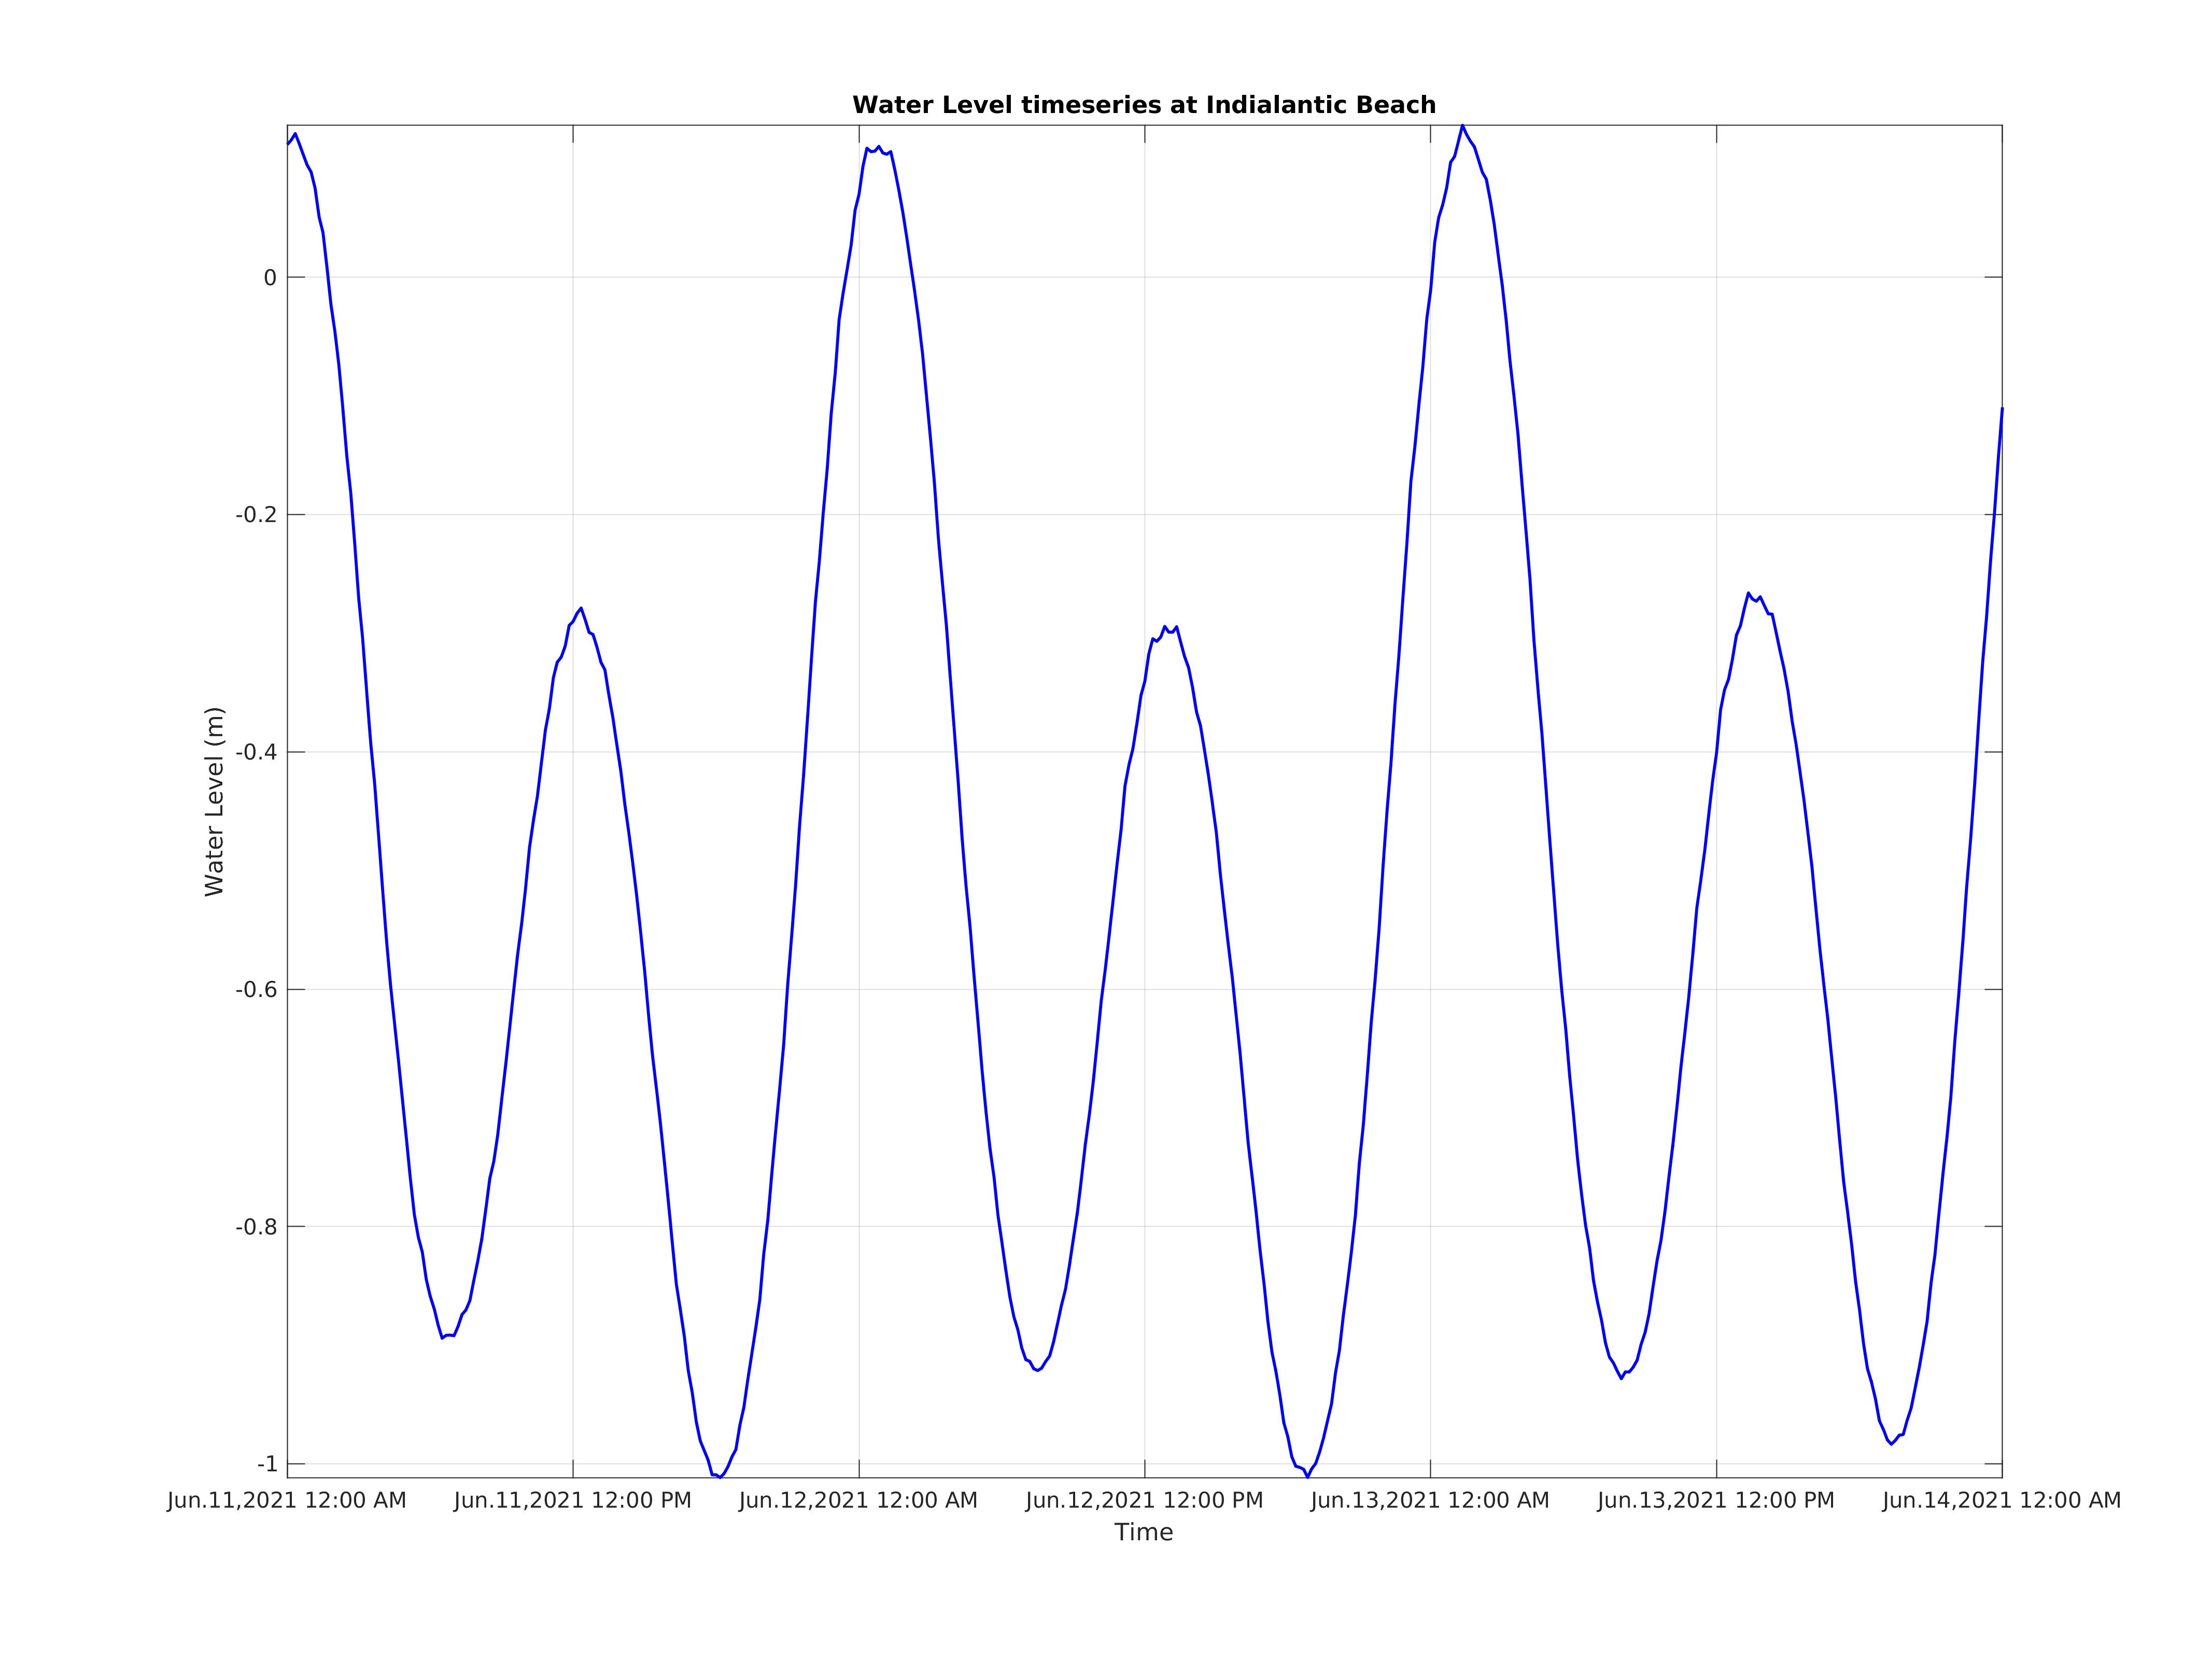 Water Level timeseries at Indialantic Beach
0
-0.2
-0.4
-0.6
-0.8
-1
Water Level (m)
Jun.11,2021 12:00 AM
Jun.11,2021 12:00 PM
Jun.12,2021 12:00 AM
Jun.12,2021 12:00 PM
Jun.13,2021 12:00 AM
Jun.13,2021 12:00 PM
Jun.14,2021 12:00 AM
Time